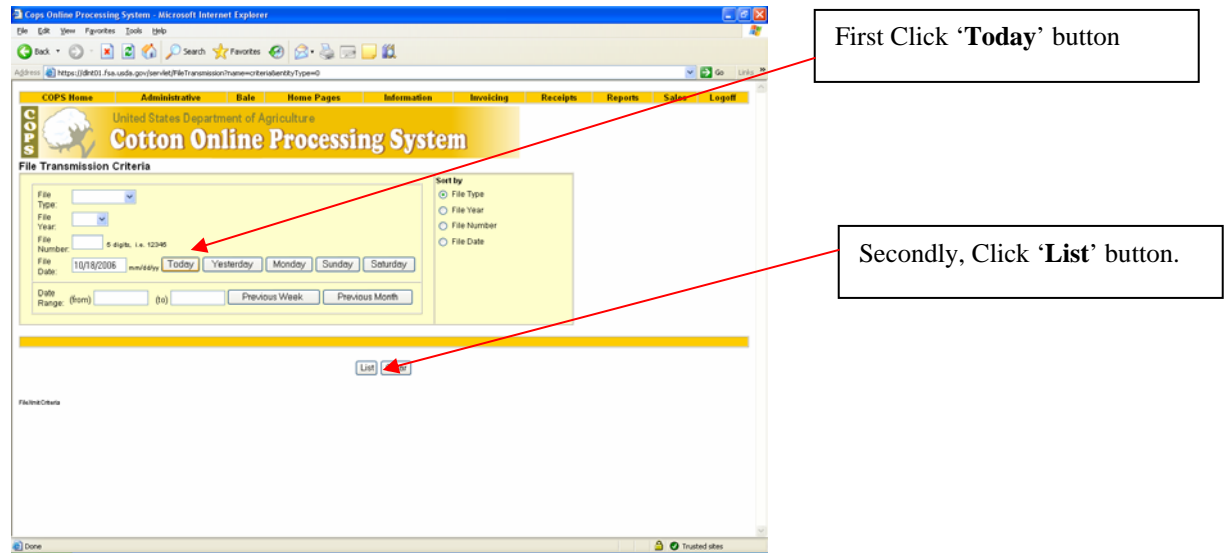 Cops Online Processing System - Microsoft Internet Explorer
File Edit View Favorites Tools Help
Back Search Favorites
Address https://dint01.fsa.usda.gov/servlet/FileTransmission?name=criteria&entityType=0 Go Links
COPS Home Administrative Bale Home Pages Information Invoicing Receipts Reports Sales Logoff
COPS
United States Department of Agriculture
Cotton Online Processing System
File Transmission Criteria
File Type:
File Year:
File Number: 5 digits, i.e. 12345
File Date: 10/18/2006 mm/dd/yy Today Yesterday Monday Sunday Saturday
Date Range: (from) (to) Previous Week Previous Month
Sort by
File Type
File Year
File Number
File Date
List
Done Trusted sites
First Click ‘Today’ button
Secondly, Click ‘List’ button.